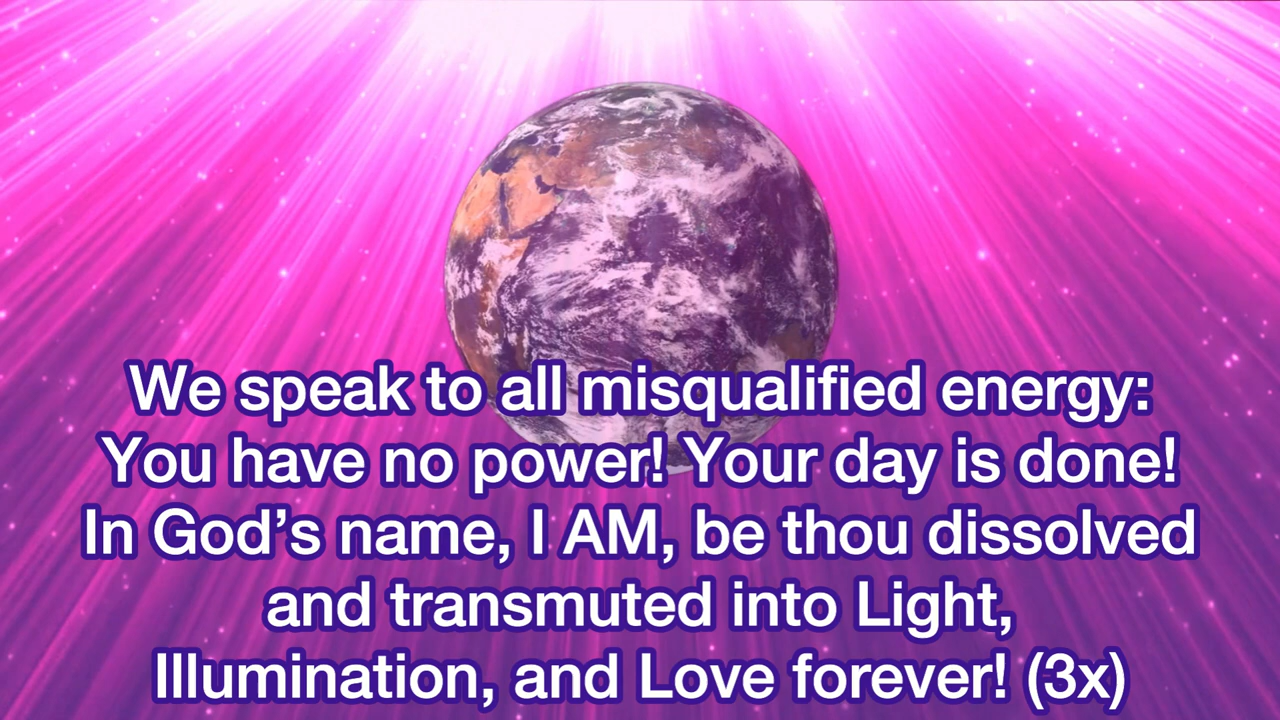 We speak to all misqualified energy:
You have no power! Your day is done!
In God’s name, I AM, be thou dissolved
and transmuted into Light,
Illumination, and Love forever! (3x)